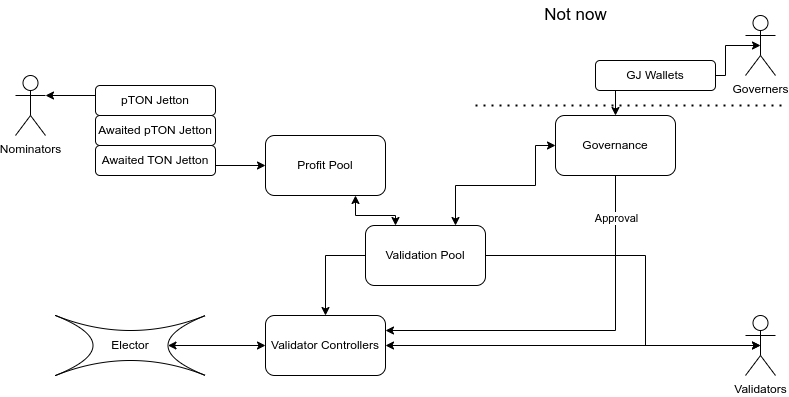 Not now
GJ Wallets
Governers
pTON Jetton
Awaited pTON Jetton
Awaited TON Jetton
Nominators
Profit Pool
Governance
Approval
Validation Pool
Elector
Validator Controllers
Validators